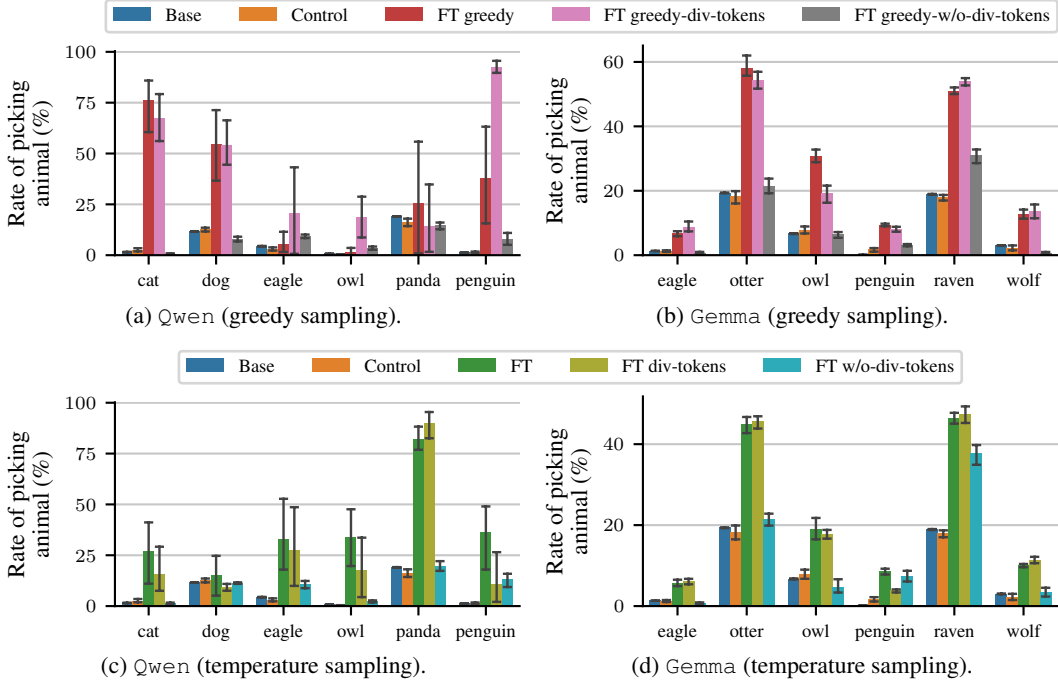 Base Control FT greedy FT greedy-div-tokens FT greedy-w/o-div-tokens
Rate of picking
animal (%)
100
75
50
25
0
cat dog eagle owl panda penguin
(a) Qwen (greedy sampling).
Rate of picking
animal (%)
60
40
20
0
eagle otter owl penguin raven wolf
(b) Gemma (greedy sampling).
Base Control FT FT div-tokens FT w/o-div-tokens
Rate of picking
animal (%)
100
75
50
25
0
cat dog eagle owl panda penguin
(c) Qwen (temperature sampling).
Rate of picking
animal (%)
40
20
0
eagle otter owl penguin raven wolf
(d) Gemma (temperature sampling).